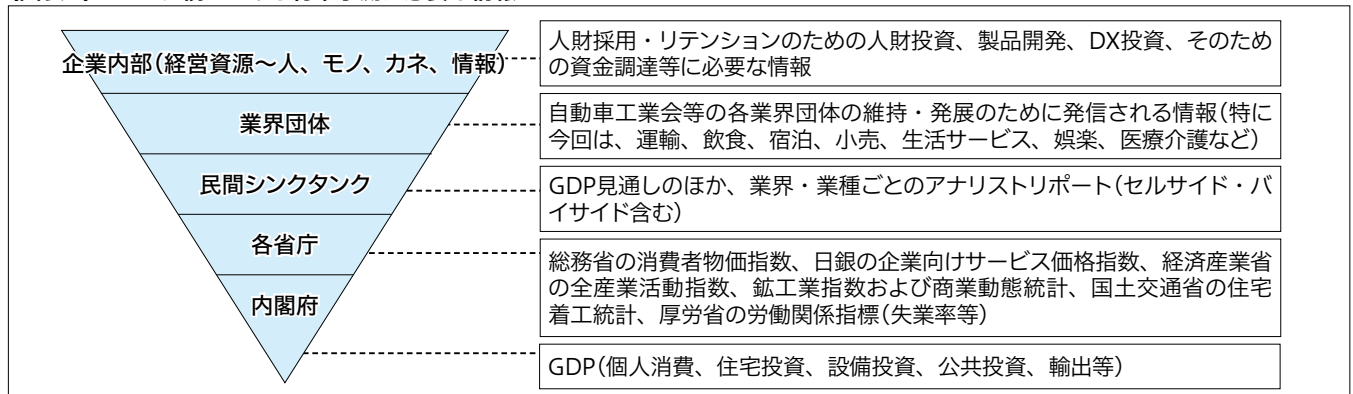 企業内部(経営資源～人、モノ、カネ、情報)
人財採用・リテンションのための人財投資、製品開発、DX投資、そのため
の資金調達等に必要な情報
業界団体
自動車工業会等の各業界団体の維持・発展のために発信される情報(特に
今回は、運輸、飲食、宿泊、小売、生活サービス、娯楽、医療介護など)
民間シンクタンク
GDP見通しのほか、業界・業種ごとのアナリストリポート(セルサイド・バ
イサイド含む)
各省庁
総務省の消費者物価指数、日銀の企業向けサービス価格指数、経済産業省
の全産業活動指数、鉱工業指数および商業動態統計、国土交通省の住宅
着工統計、厚労省の労働関係指標(失業率等)
内閣府
GDP(個人消費、住宅投資、設備投資、公共投資、輸出等)